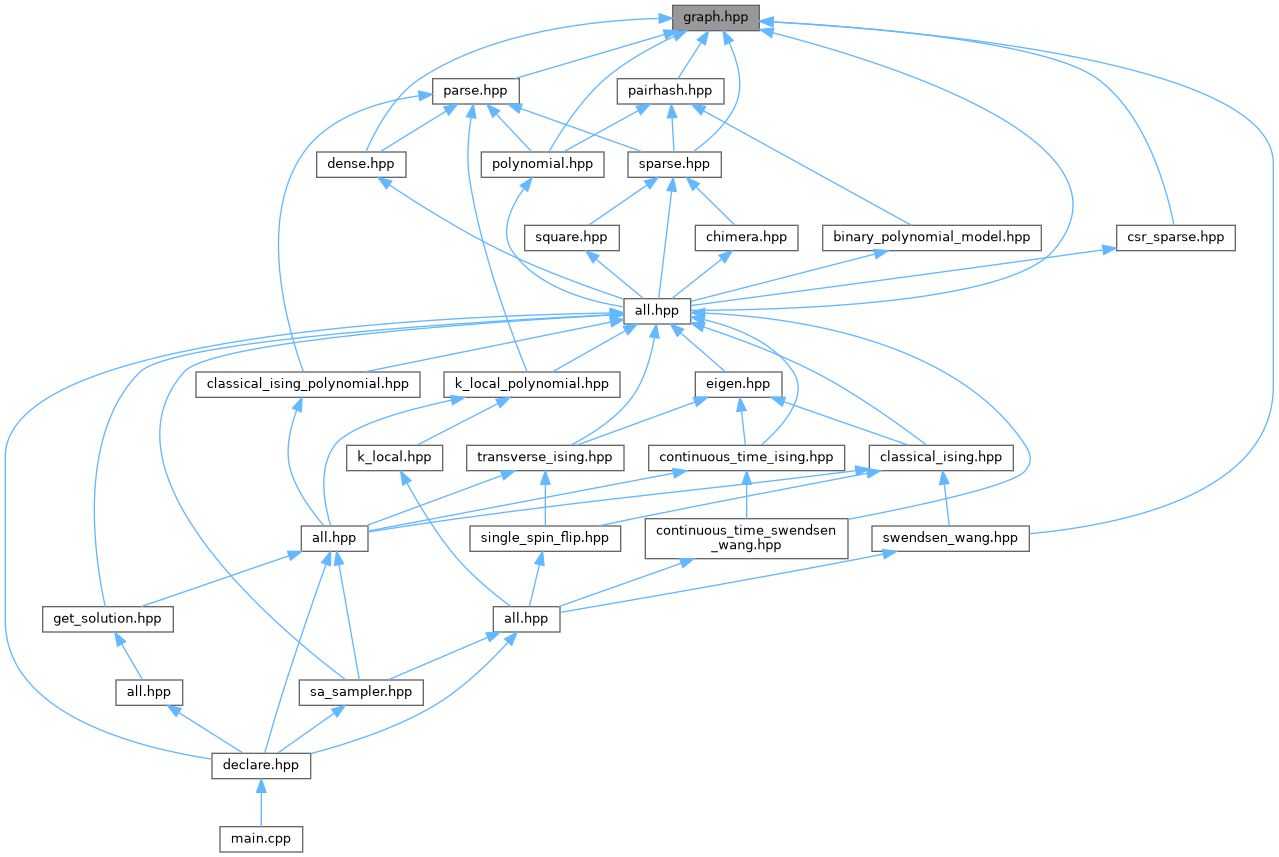 graph.hpp
parse.hpp
pairhash.hpp
dense.hpp
polynomial.hpp
sparse.hpp
square.hpp
chimera.hpp
binary_polynomial_model.hpp
csr_sparse.hpp
all.hpp
classical_ising_polynomial.hpp
k_local_polynomial.hpp
eigen.hpp
k_local.hpp
transverse_ising.hpp
continuous_time_ising.hpp
classical_ising.hpp
all.hpp
single_spin_flip.hpp
continuous_time_swendsen
_wang.hpp
swendsen_wang.hpp
get_solution.hpp
all.hpp
all.hpp
sa_sampler.hpp
declare.hpp
main.cpp